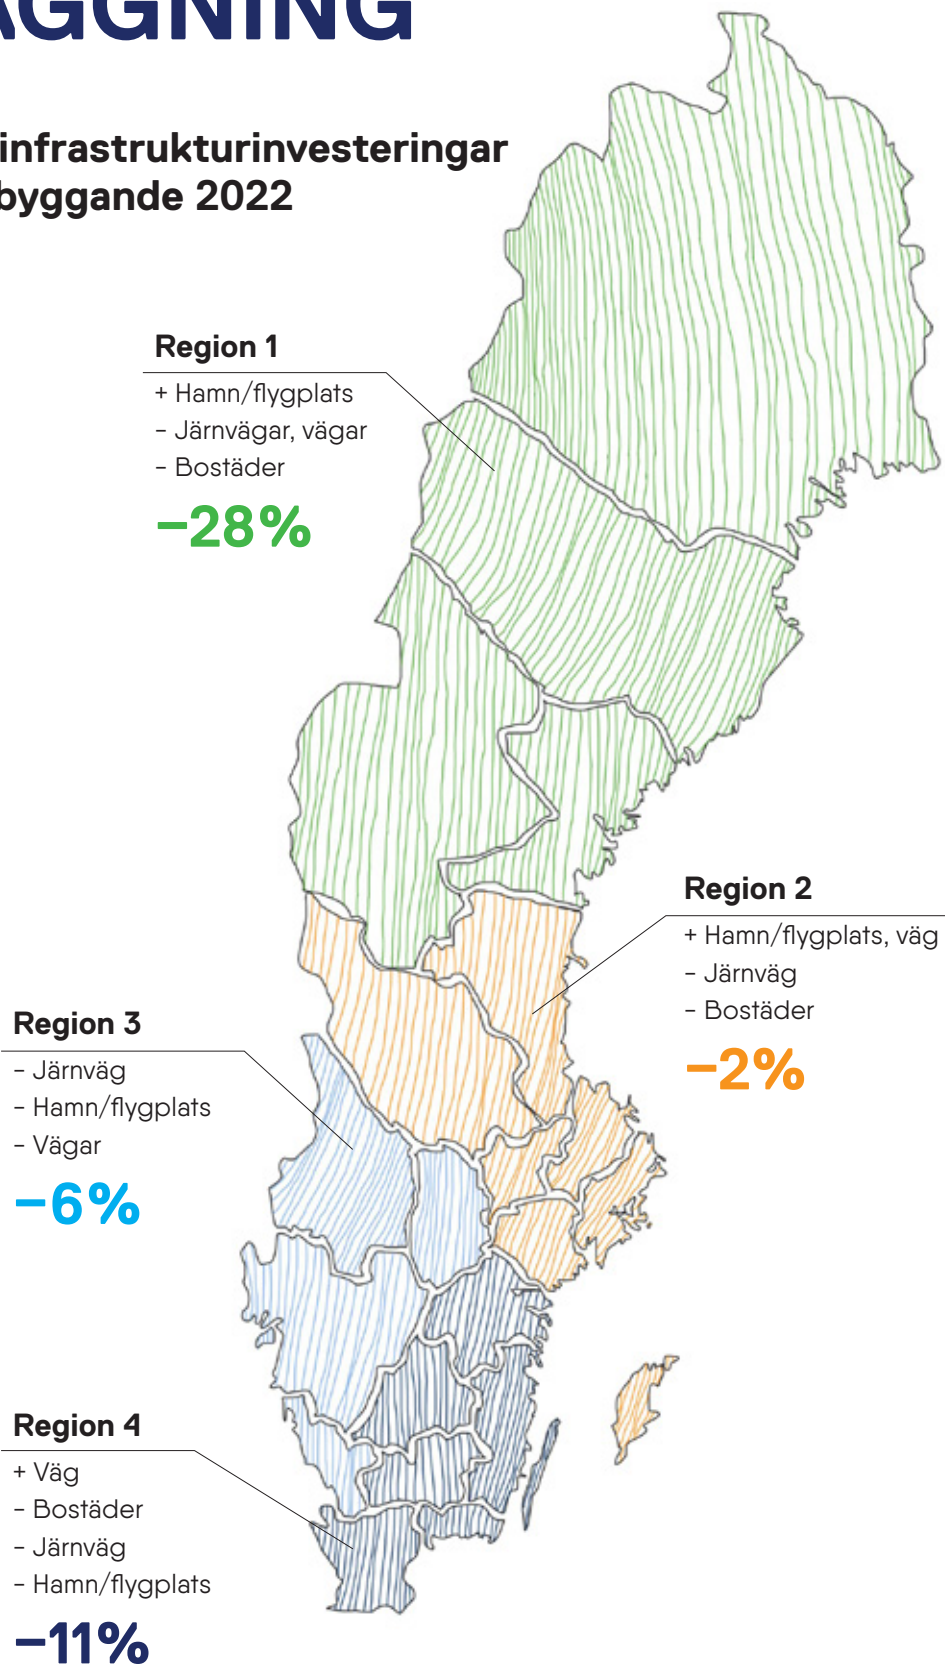 ÄGGNING
infrastrukturinvesteringar
byggande 2022
Region 1
+ Hamn/flygplats
- Järnvägar, vägar
- Bostäder
−28%
Region 2
+ Hamn/flygplats, väg
- Järnväg
- Bostäder
−2%
Region 3
- Järnväg
- Hamn/flygplats
- Vägar
−6%
Region 4
+ Väg
- Bostäder
- Järnväg
- Hamn/flygplats
−11%